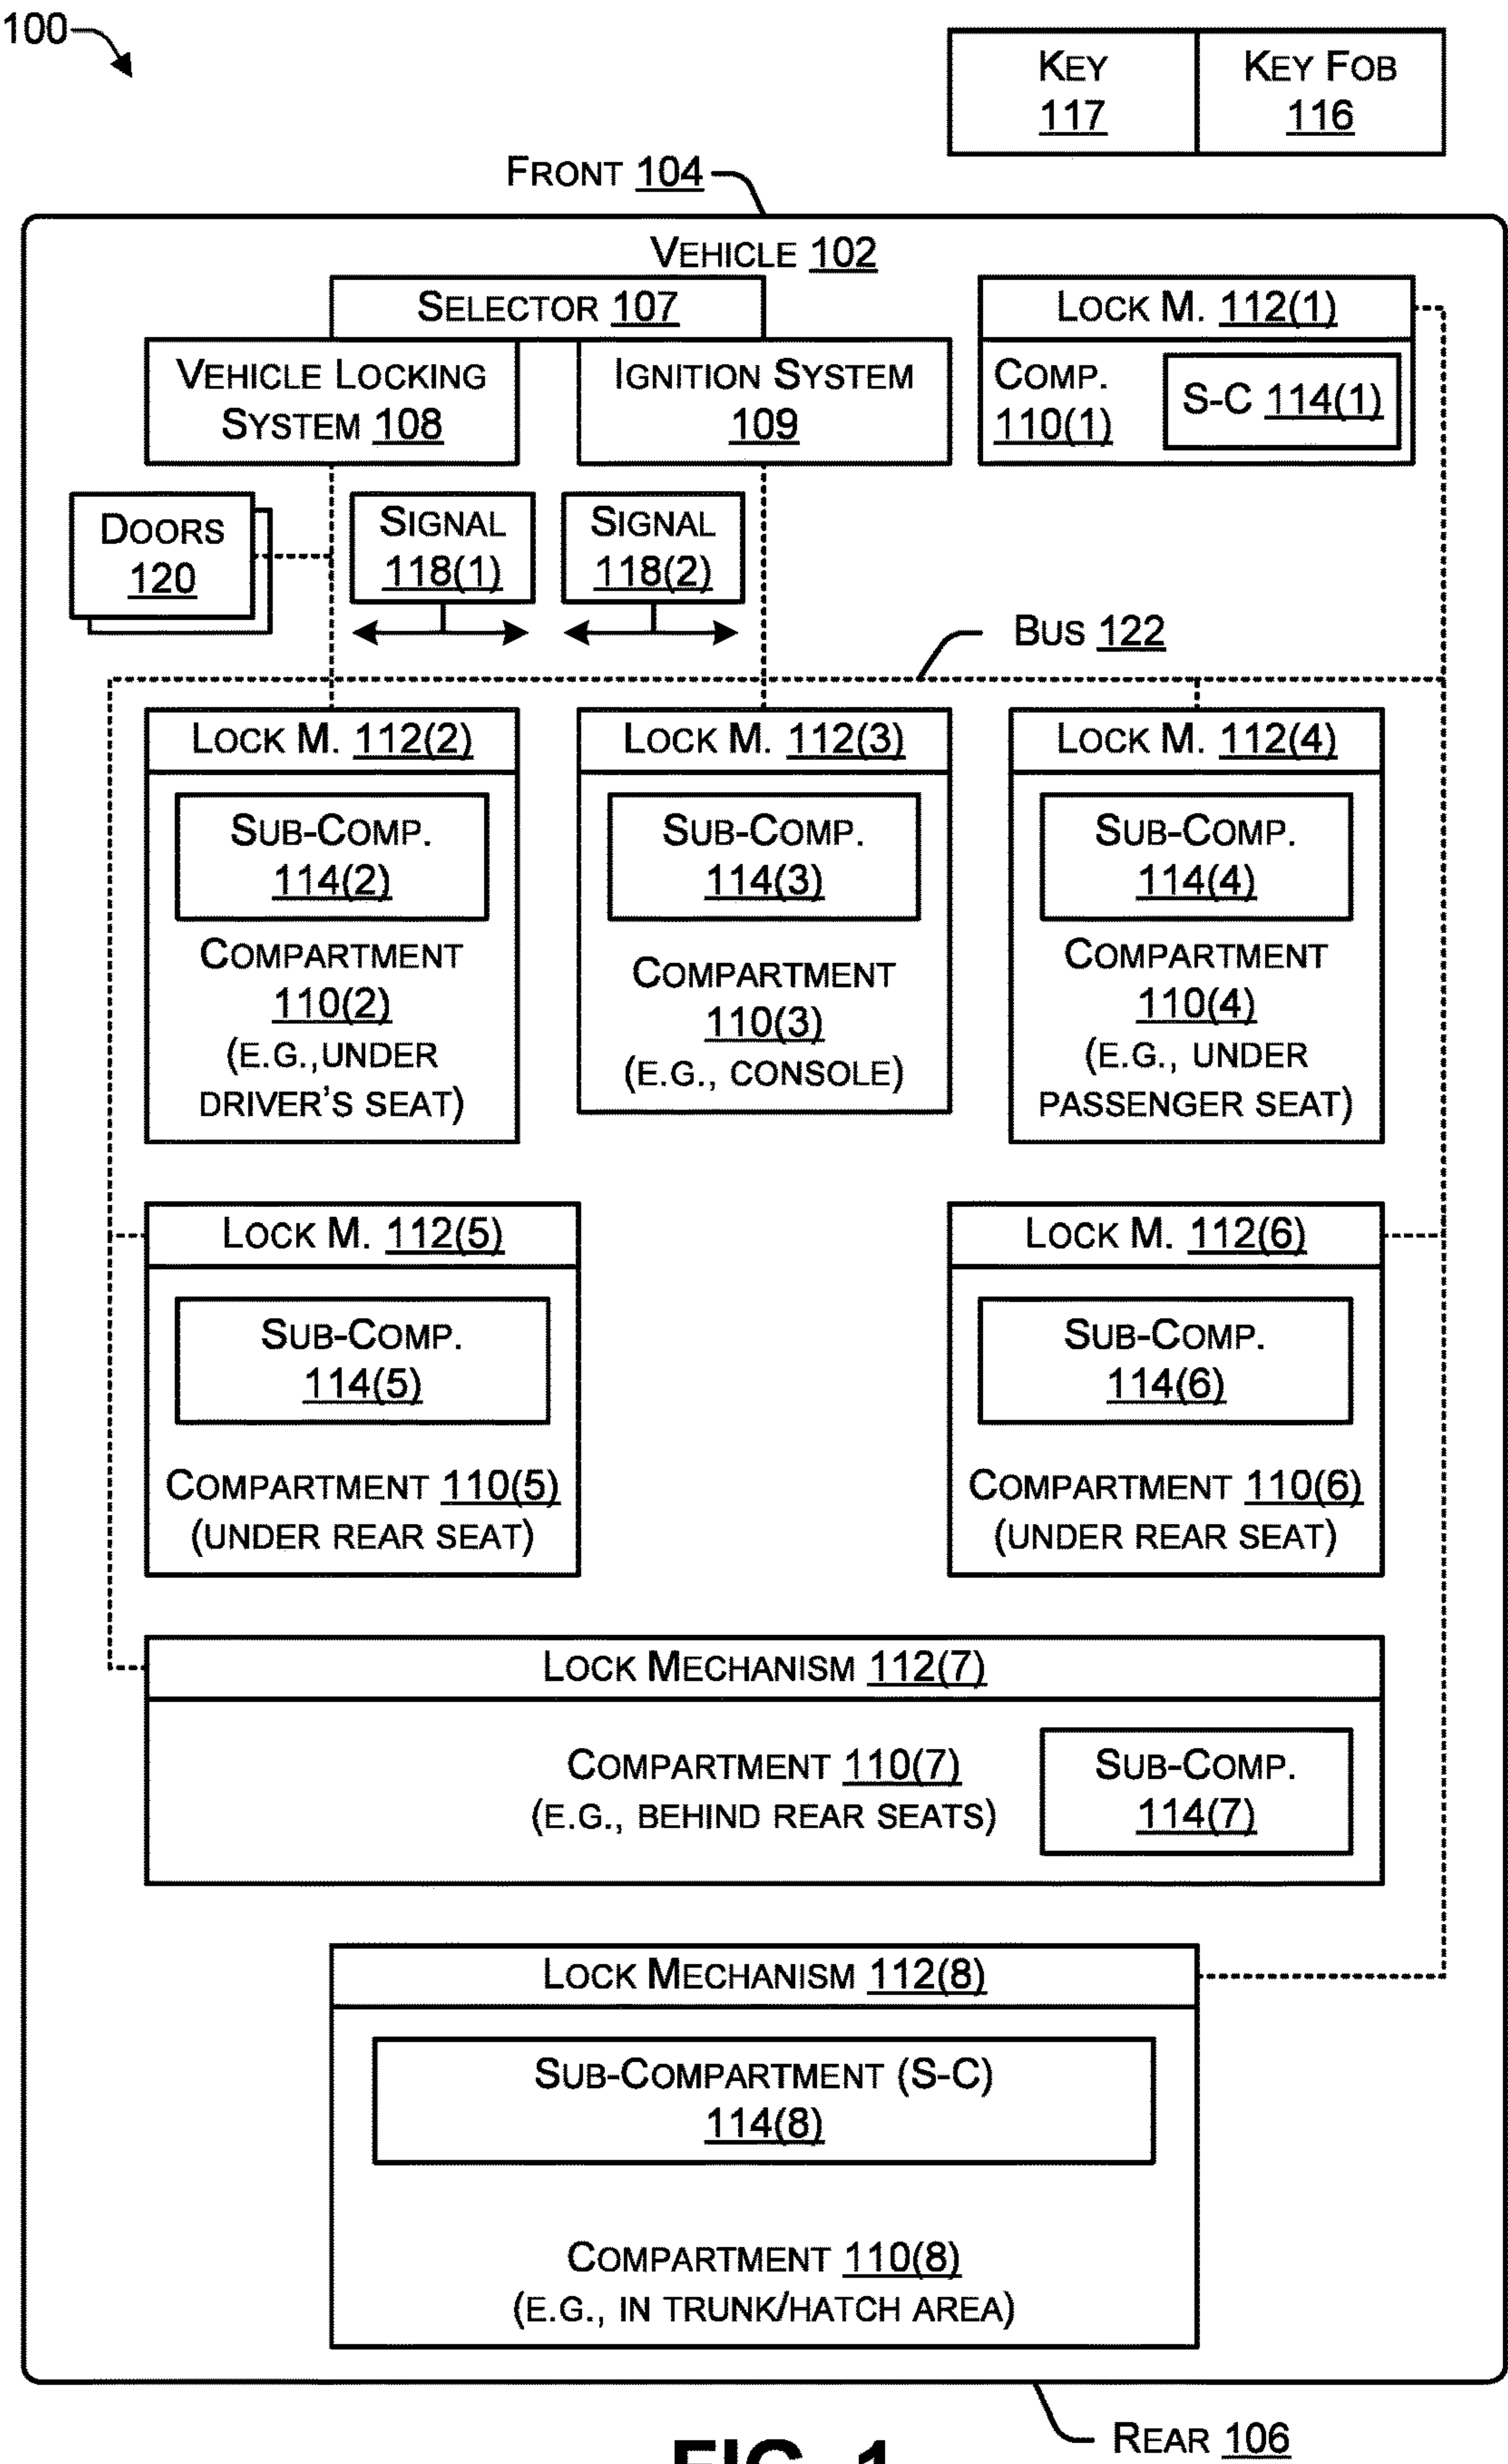 100
KEY
117
KEY FOB
116
FRONT 104
VEHICLE 102
SELECTOR 107
VEHICLE LOCKING
SYSTEM 108
IGNITION SYSTEM
109
LOCK M. 112(1)
COMP.
110(1)
S-C 114(1)
DOORS
120
SIGNAL
118(1)
SIGNAL
118(2)
BUS 122
LOCK M. 112(2)
SUB-COMP.
114(2)
COMPARTMENT
110(2)
(E.G.,UNDER
DRIVER'S SEAT)
LOCK M. 112(3)
SUB-COMP.
114(3)
COMPARTMENT
110(3)
(E.G., CONSOLE)
LOCK M. 112(4)
SUB-COMP.
114(4)
COMPARTMENT
110(4)
(E.G., UNDER
PASSENGER SEAT)
LOCK M. 112(5)
SUB-COMP.
114(5)
COMPARTMENT 110(5)
(UNDER REAR SEAT)
LOCK M. 112(6)
SUB-COMP.
114(6)
COMPARTMENT 110(6)
(UNDER REAR SEAT)
LOCK MECHANISM 112(7)
COMPARTMENT 110(7)
(E.G., BEHIND REAR SEATS)
SUB-COMP.
114(7)
LOCK MECHANISM 112(8)
SUB-COMPARTMENT (S-C)
114(8)
COMPARTMENT 110(8)
(E.G., IN TRUNK/HATCH AREA)
REAR 106
FIG. 1